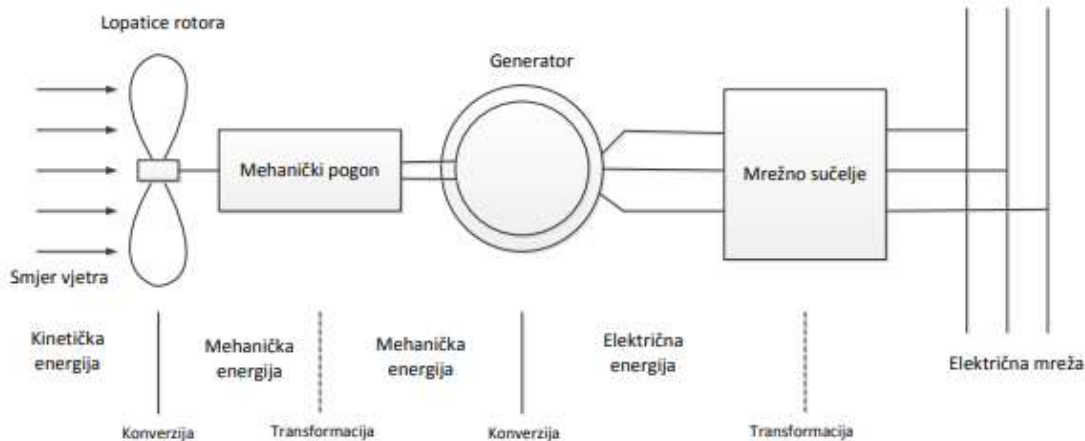 Lopatice rotora
Generator
Mehanički pogon
Mrežno sučelje
Smjer vjetra
Kinetička
energija
Mehanička
energija
Mehanička
energija
Električna
energija
Električna mreža
Konverzija
Transformacija
Konverzija
Transformacija